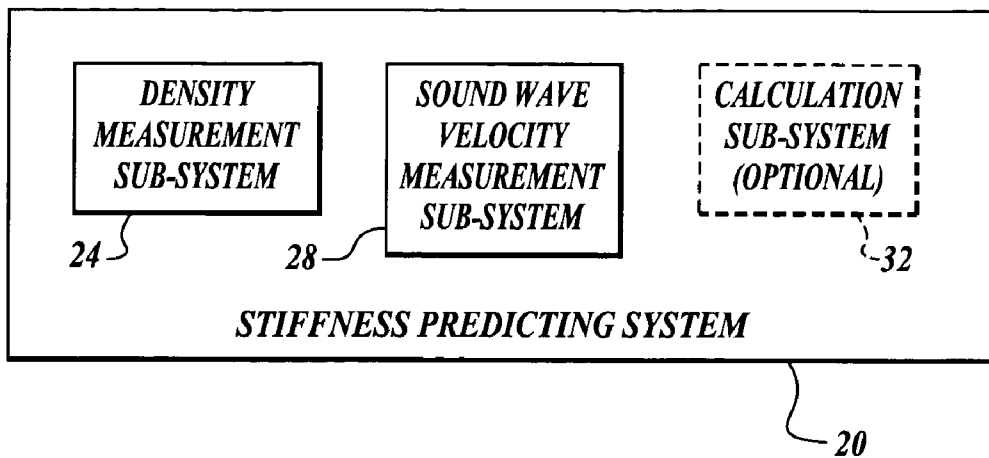 DENSITY
MEASUREMENT
SUB-SYSTEM
24
SOUND WAVE
VELOCITY
MEASUREMENT
SUB-SYSTEM
28
CALCULATION
SUB-SYSTEM
(OPTIONAL)
32
STIFFNESS PREDICTING SYSTEM
20